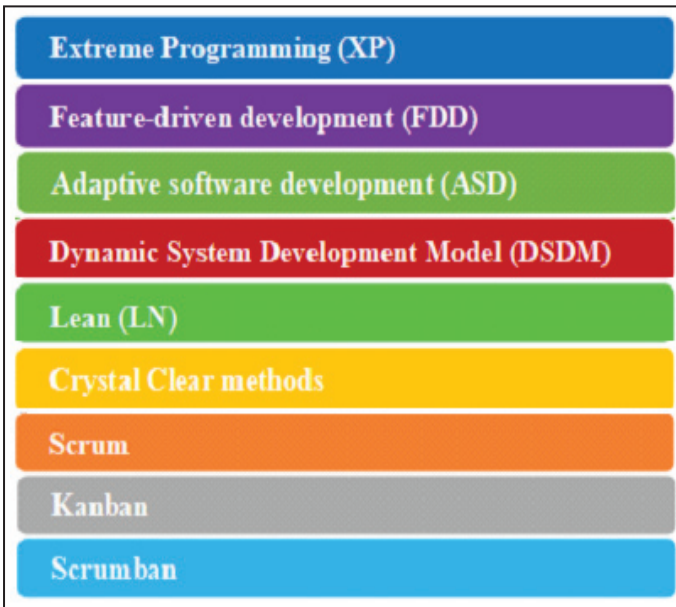 Extreme Programming (XP)
Feature-driven development (FDD)
Adaptive software development (ASD)
Dynamic System Development Model (DSDM)
Lean (LN)
Crystal Clear methods
Scrum
Kanban
Scrumban